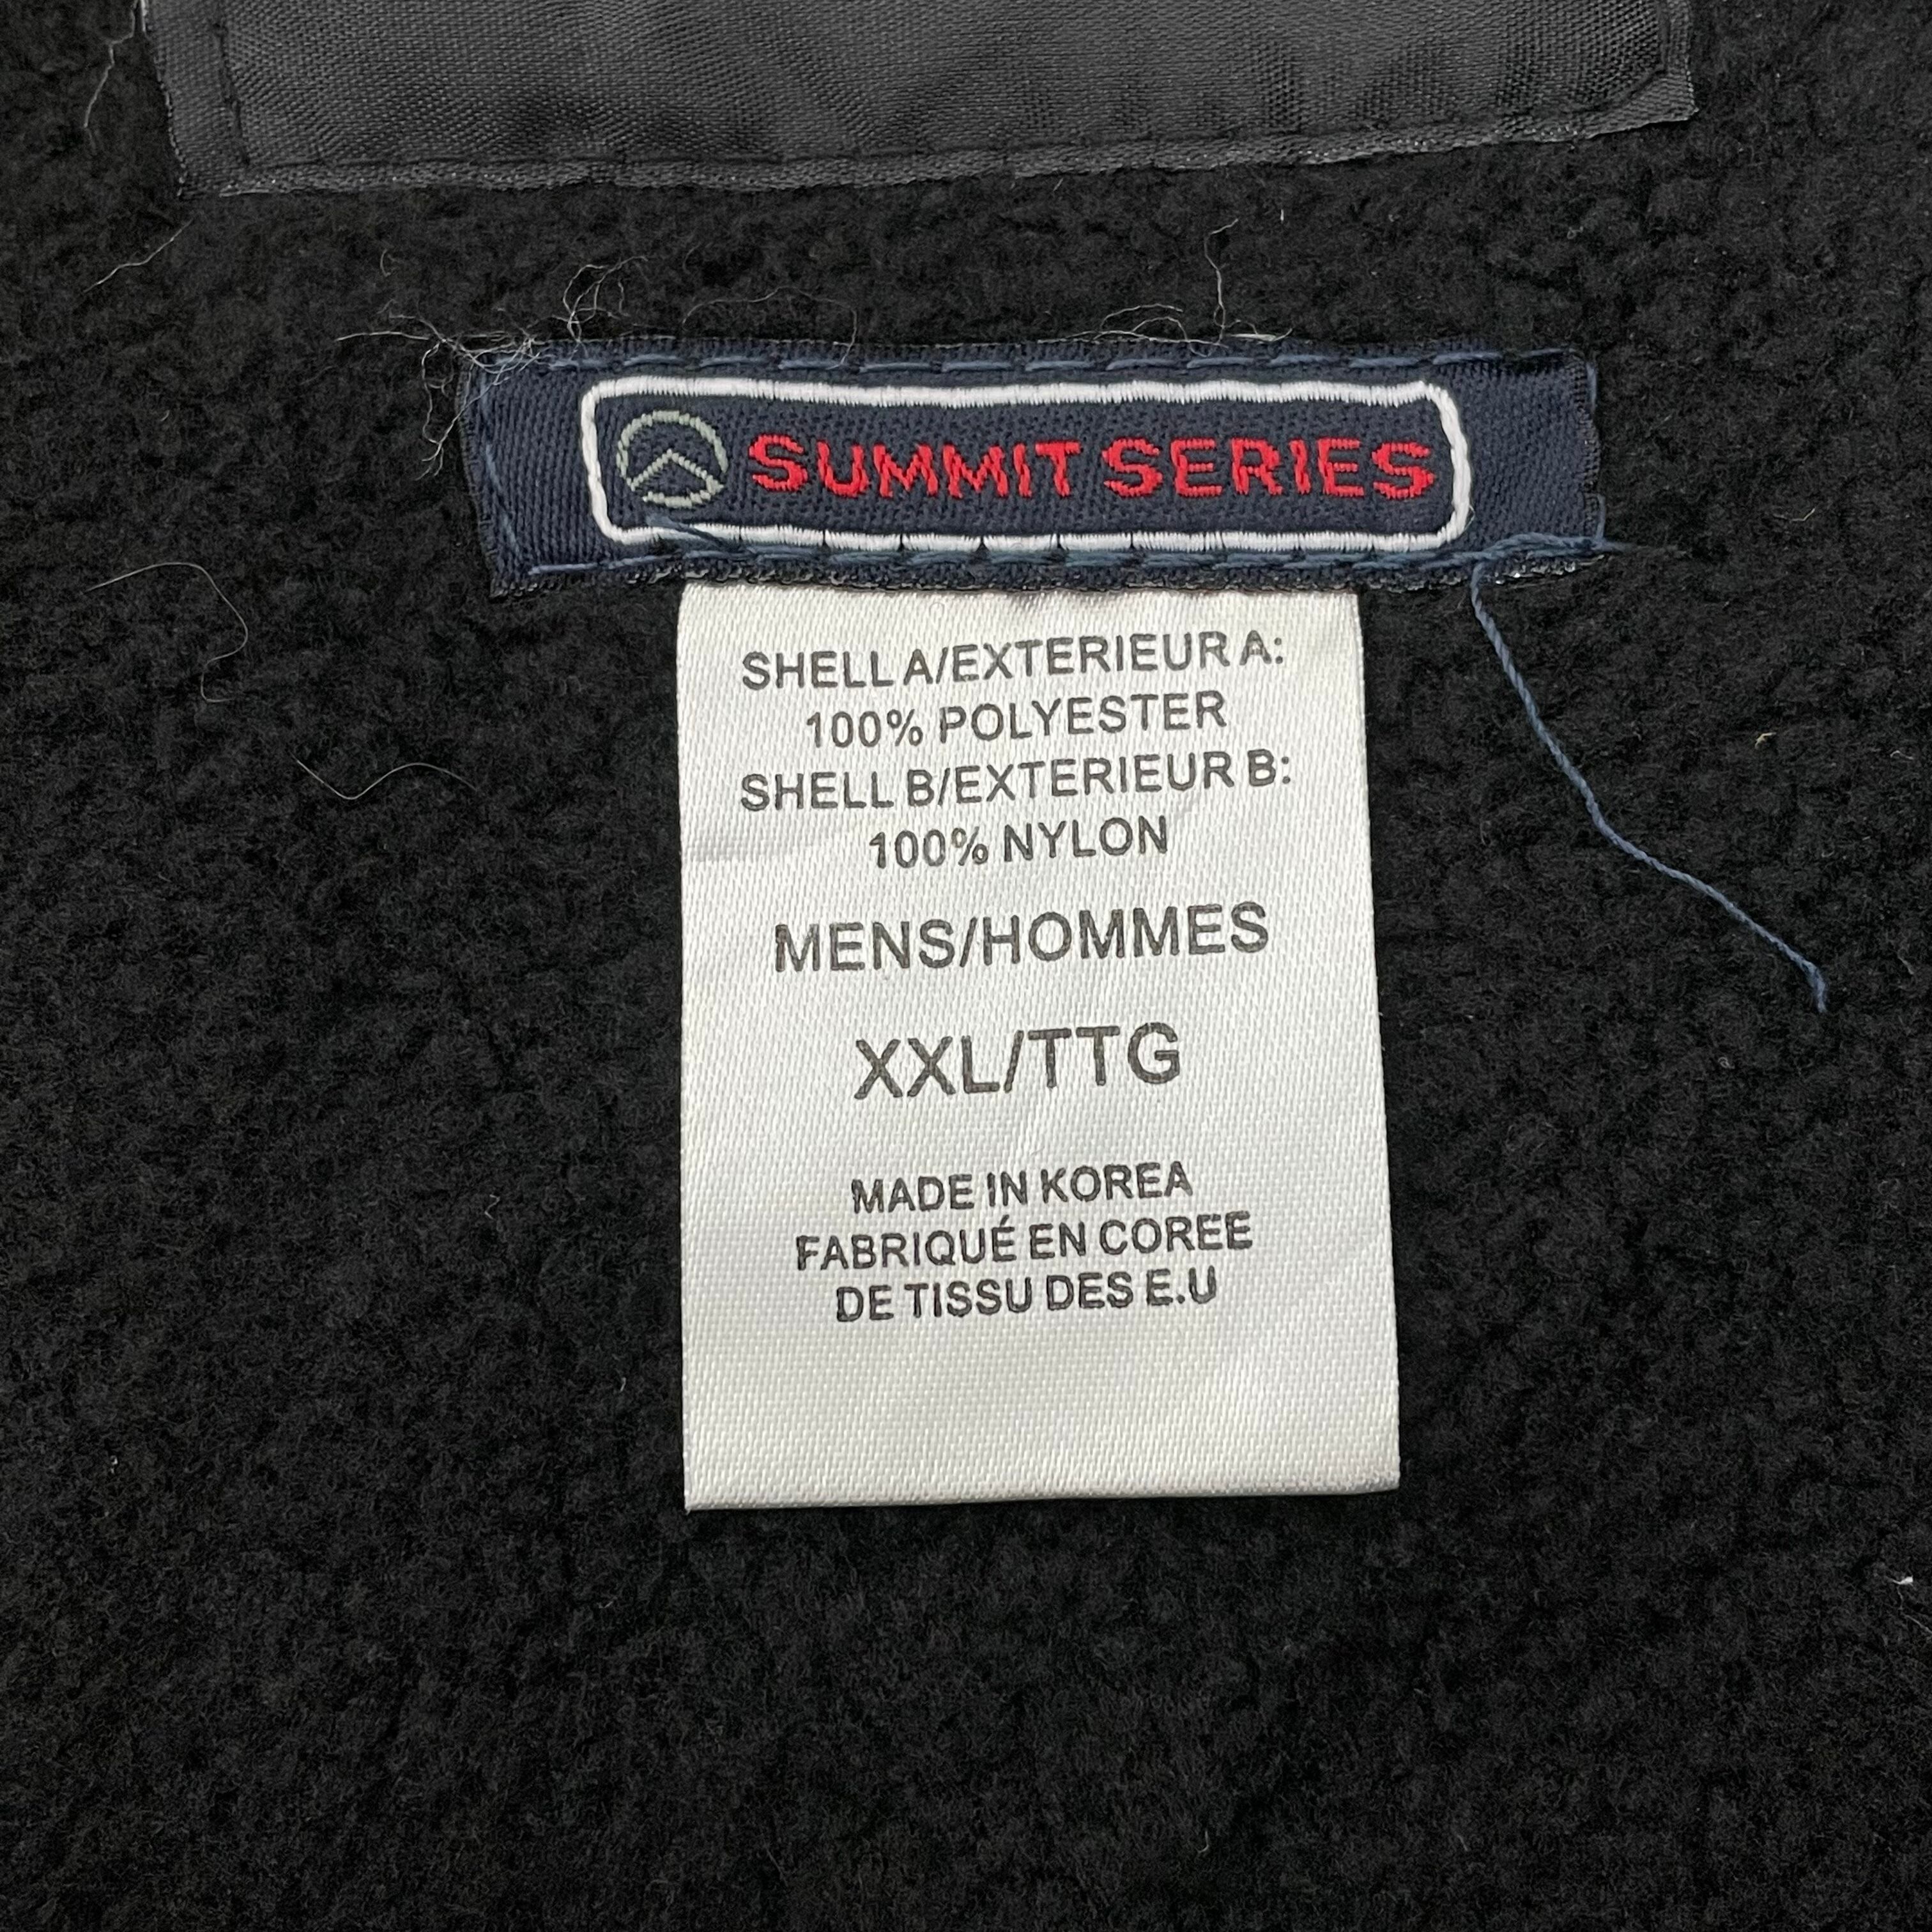 SUMMIT SERIES
SHELL A/EXTERIEUR A:
100% POLYESTER
SHELL B/EXTERIEUR B:
100% NYLON
MENS/HOMMES
XXL/TTG
MADE IN KOREA
FABRIQUÉ EN COREE
DE TISSU DES E.U